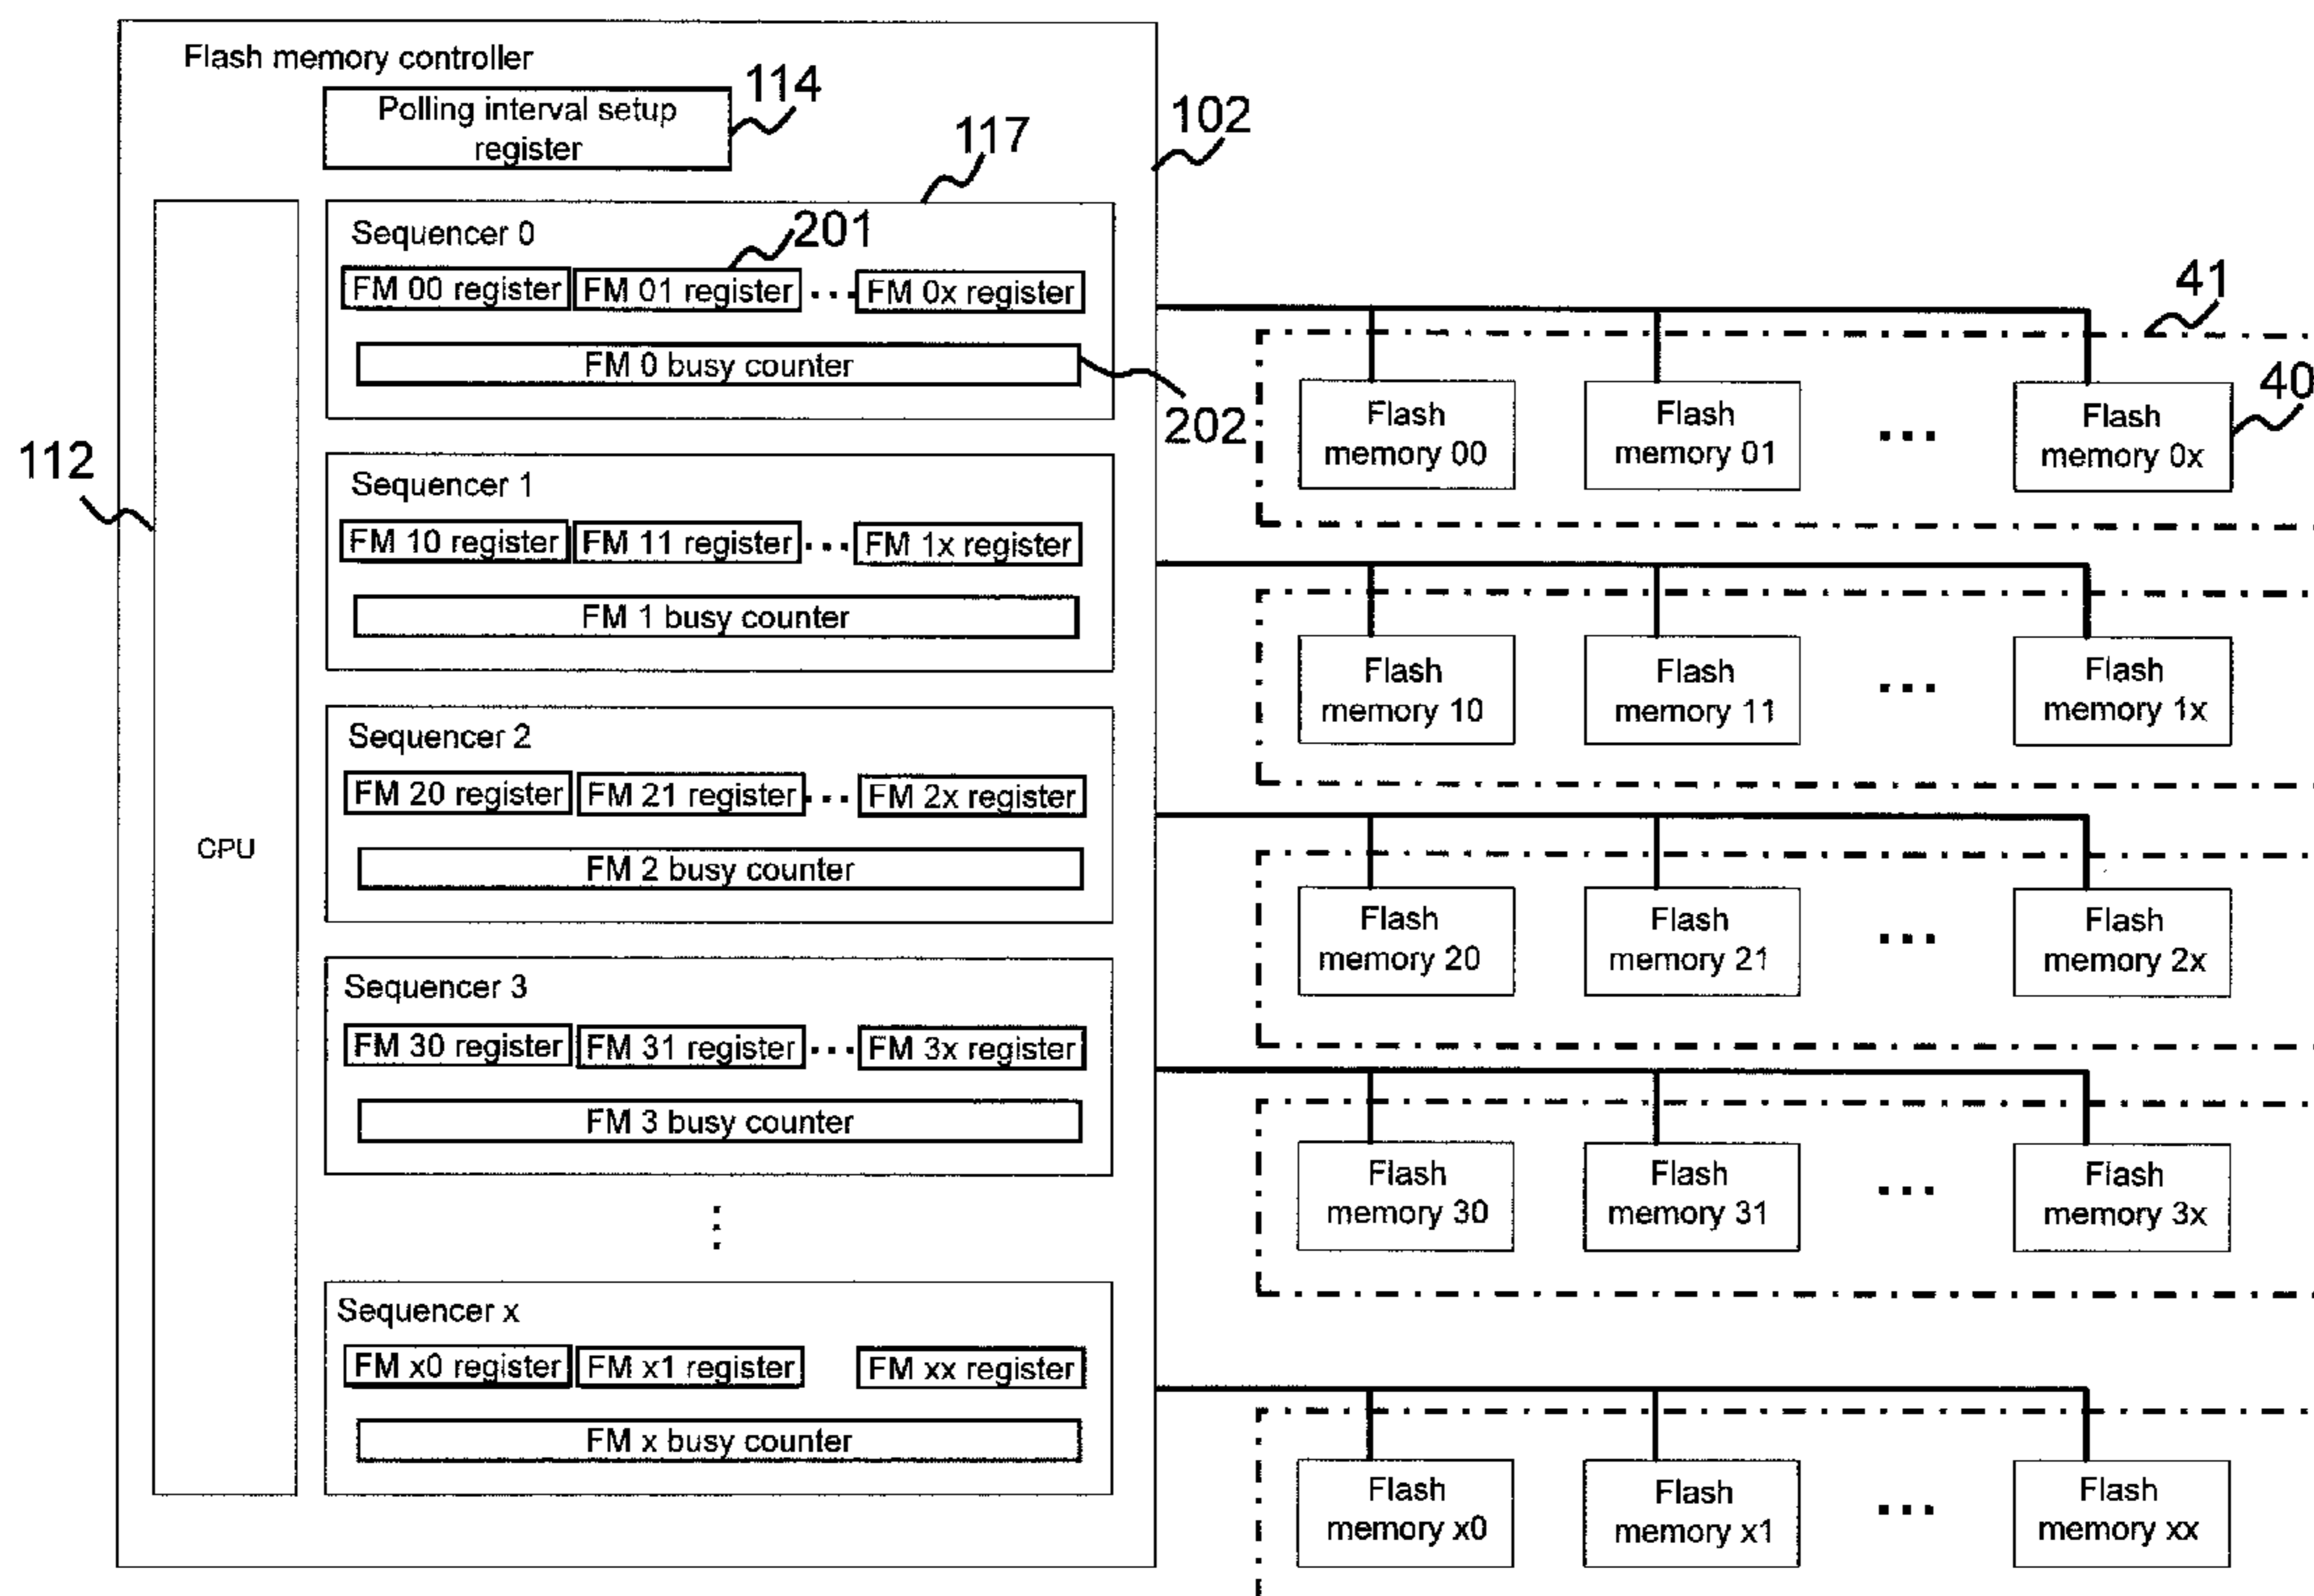 Flash memory controller
Polling interval setup
register
114
117
102
112
CPU
Sequencer 0
201
FM 00 register FM 01 register ... FM 0x register
FM 0 busy counter
202
Sequencer 1
FM 10 register FM 11 register ... FM 1x register
FM 1 busy counter
Sequencer 2
FM 20 register FM 21 register ... FM 2x register
FM 2 busy counter
Sequencer 3
FM 30 register FM 31 register ... FM 3x register
FM 3 busy counter
Sequencer x
FM x0 register FM x1 register FM xx register
FM x busy counter
41
40
Flash
memory 00
Flash
memory 01
...
Flash
memory 0x
Flash
memory 10
Flash
memory 11
...
Flash
memory 1x
Flash
memory 20
Flash
memory 21
...
Flash
memory 2x
Flash
memory 30
Flash
memory 31
...
Flash
memory 3x
Flash
memory x0
Flash
memory x1
...
Flash
memory xx